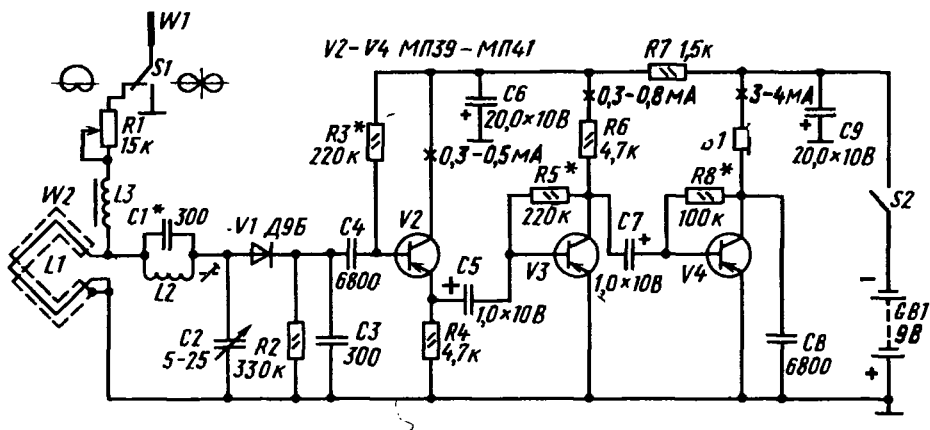 W1
S1
V2-V4 МП39-МП41
R7 1,5к
R1
15к
C6
20,0×10В
0,3-0,8мА
3-4мА
C9
20,0×10В
R3*
220к
0,3-0,5мА
R6
4,7к
W2
L3
C1* 300
R5*
220к
R8*
100к
S2
L1
V1 Д9Б
C4
6800
V2
C7
L2
C5
1,0×10В
V3
1,0×10В
V4
GB1
9В
C2
5-25
R2
330к
C3
300
R4
4,7к
C8
6800